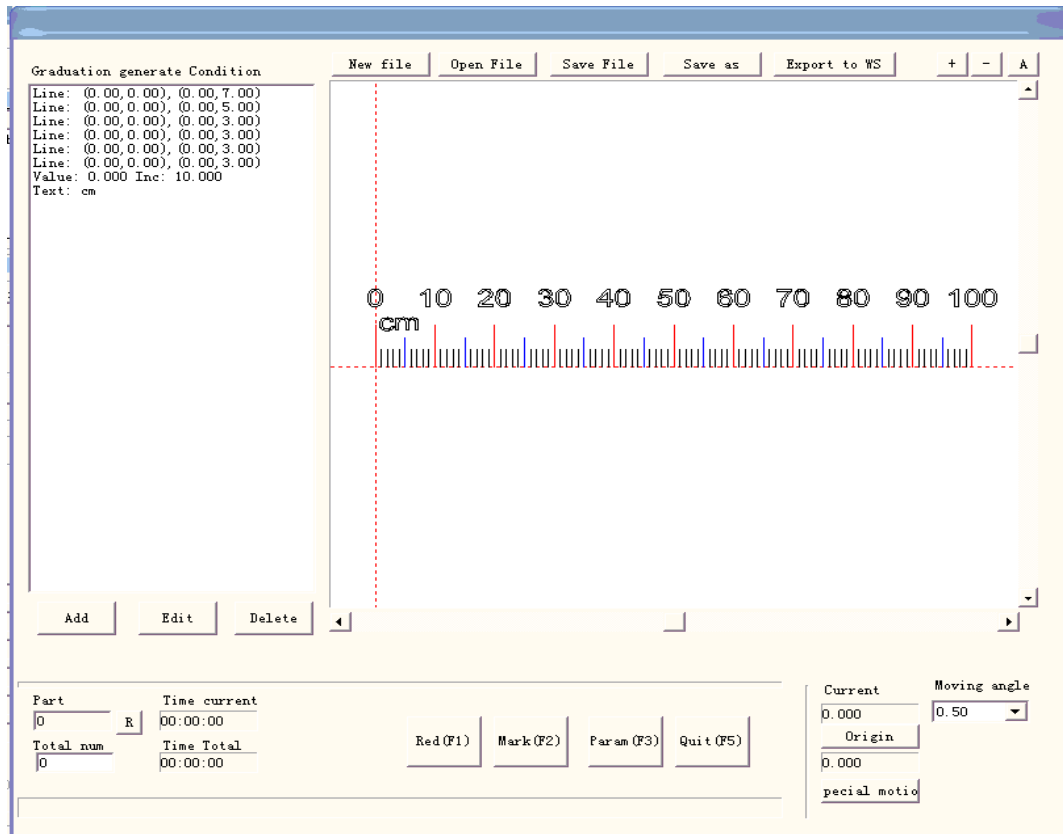 Graduation generate Condition
New file Open File Save File Save as Export to WS + - A
Line: (0.00,0.00), (0.00,7.00)
Line: (0.00,0.00), (0.00,5.00)
Line: (0.00,0.00), (0.00,3.00)
Line: (0.00,0.00), (0.00,3.00)
Line: (0.00,0.00), (0.00,3.00)
Line: (0.00,0.00), (0.00,3.00)
Value: 0.000 Inc: 10.000
Text: cm
0 10 20 30 40 50 60 70 80 90 100
cm
Add Edit Delete
Part
0
R
Total num
0
Time current
00:00:00
Time Total
00:00:00
Red(F1) Mark(F2) Param(F3) Quit(F5)
Current
0.000
Origin
0.000
pecial motio
Moving angle
0.50